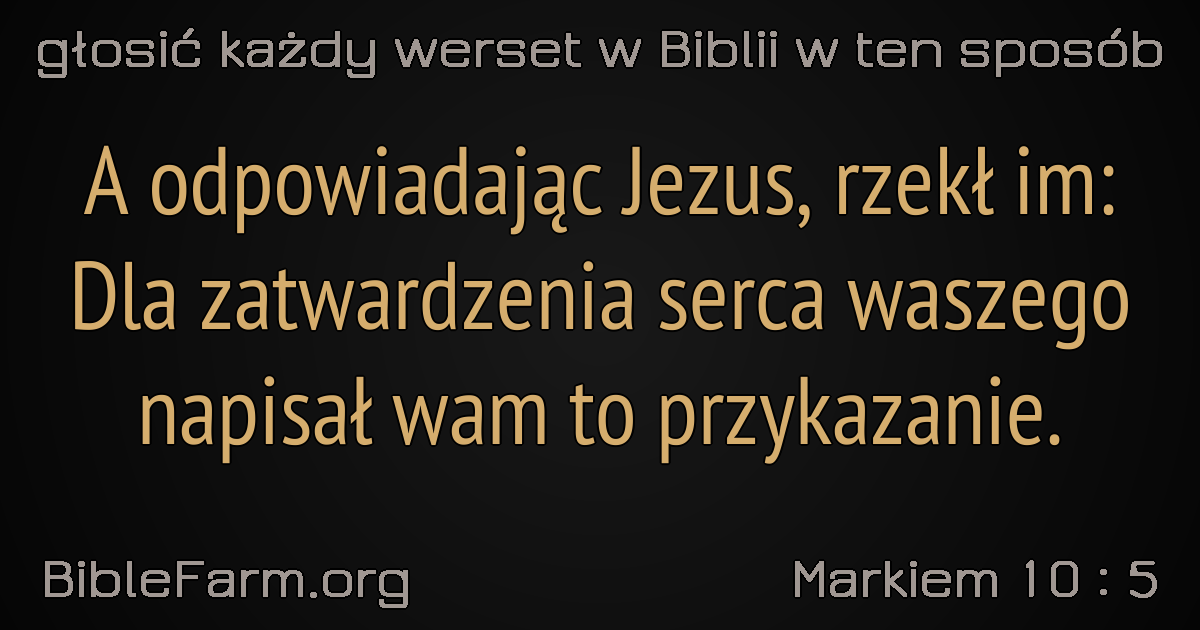 głosić każdy werset w Biblii w ten sposób
A odpowiadając Jezus, rzekł im:
Dla zatwardzenia serca waszego
napisał wam to przykazanie.
BibleFarm.org
Markiem 10 : 5